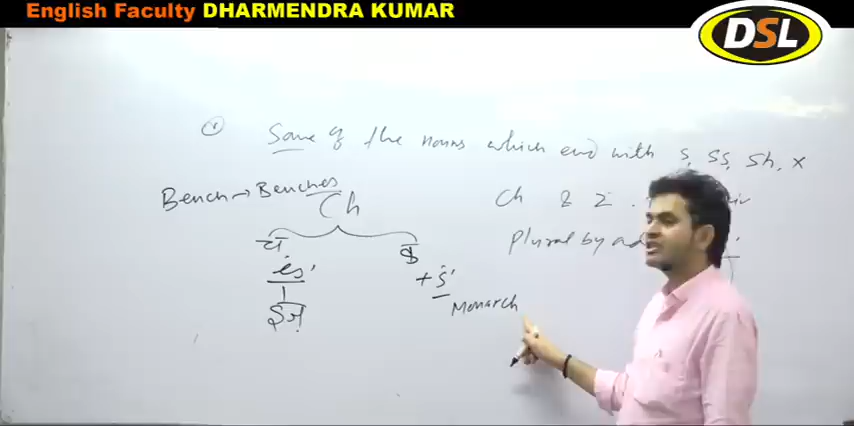 English Faculty DHARMENDRA KUMAR
DSL
① Some of the nouns which end with s, ss, sh, x
Ch & z.
Plural by
Bench → Benches
Ch
च
'es'
इज़
क
+ 's'
Monarch